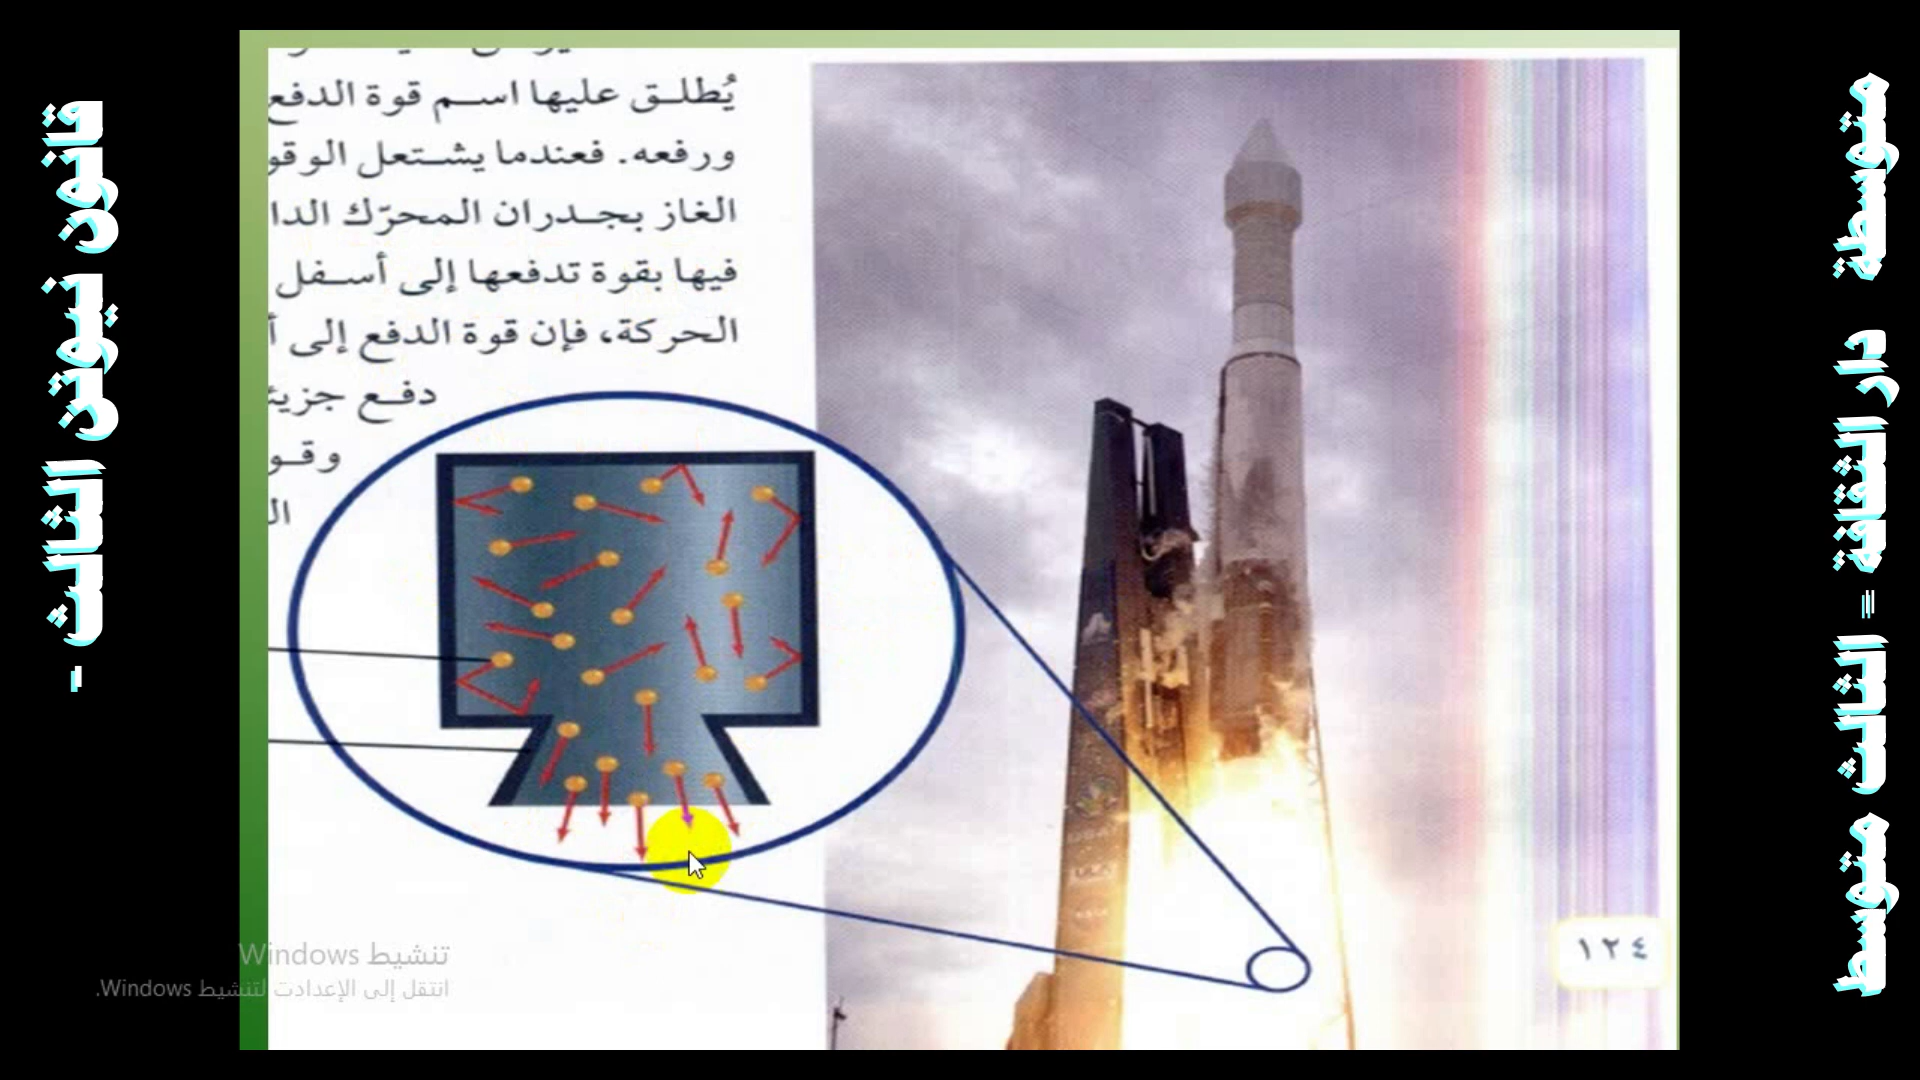 متوسطة دار الثقافة = الثالث متوسط
يُطلق عليها اسم قوة الدفع
ورفعه. فعندما يشتعل الوقو
الغاز بجدران المحرّك الدا
فيها بقوة تدفعها إلى أسفل
الحركة، فإن قوة الدفع إلى أ
دفع جزيئ
وقو
ال
١٢٤
تنشيط Windows
انتقل إلى الإعدادت لتنشيط Windows.
قانون نيوتن الثالث -